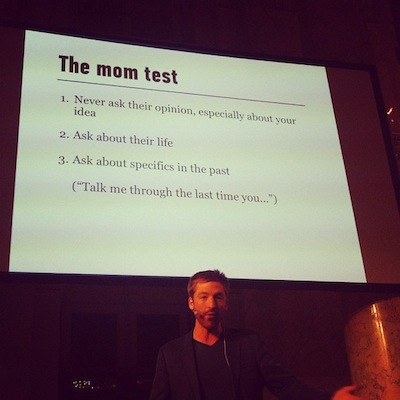 The mom test
1. Never ask their opinion, especially about your
idea
2. Ask about their life
3. Ask about specifics in the past
("Talk me through the last time you...")